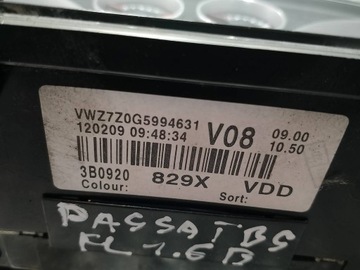 VWZ7Z0G5994631
120209 09:48:34 V08 09.00
10.50
3B0920 829X VDD
Colour: Sort:
PASSAT B5
FL 1.6 B